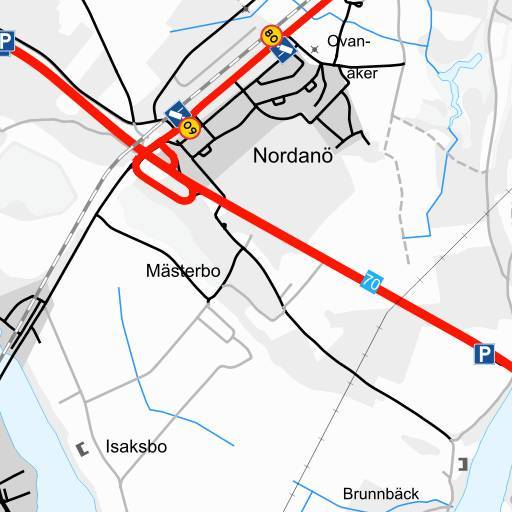 80
Ovan-
åker
P
60
Nordanö
Mästerbo
70
P
Isaksbo
Brunnbäck